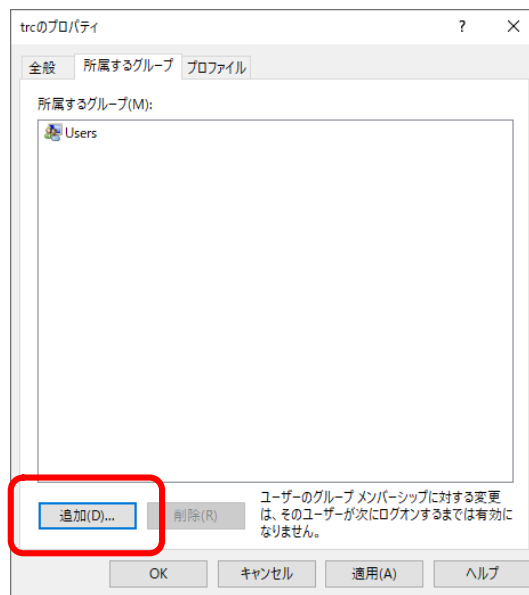 trcのプロパティ
?
×
全般
所属するグループ
プロファイル
所属するグループ(M):
Users
追加(D)...
削除(R)
ユーザーのグループ メンバーシップに対する変更
は、そのユーザーが次にログオンするまでは有効に
なりません。
OK
キャンセル
適用(A)
ヘルプ